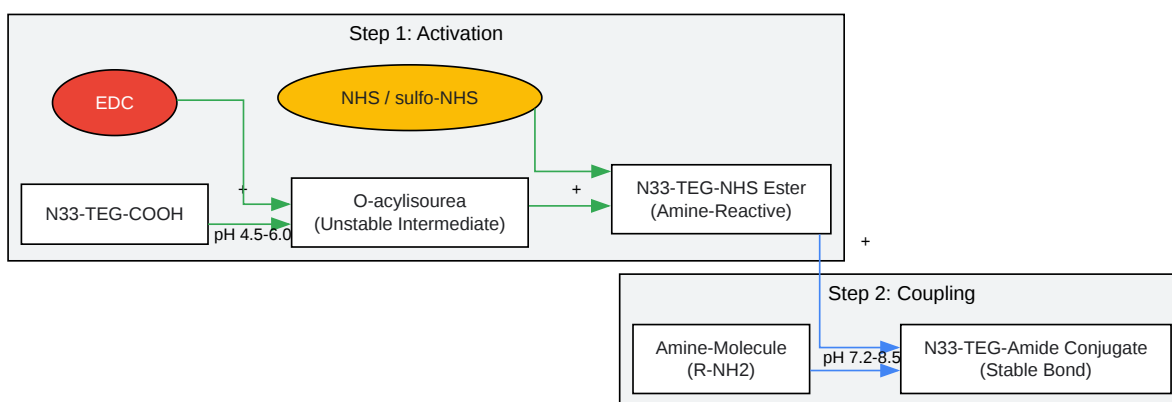 Step 1: Activation
EDC
NHS / sulfo-NHS
N33-TEG-COOH
+
pH 4.5-6.0
O-acylisourea
(Unstable Intermediate)
+
N33-TEG-NHS Ester
(Amine-Reactive)
+
Step 2: Coupling
Amine-Molecule
(R-NH2)
pH 7.2-8.5
N33-TEG-Amide Conjugate
(Stable Bond)